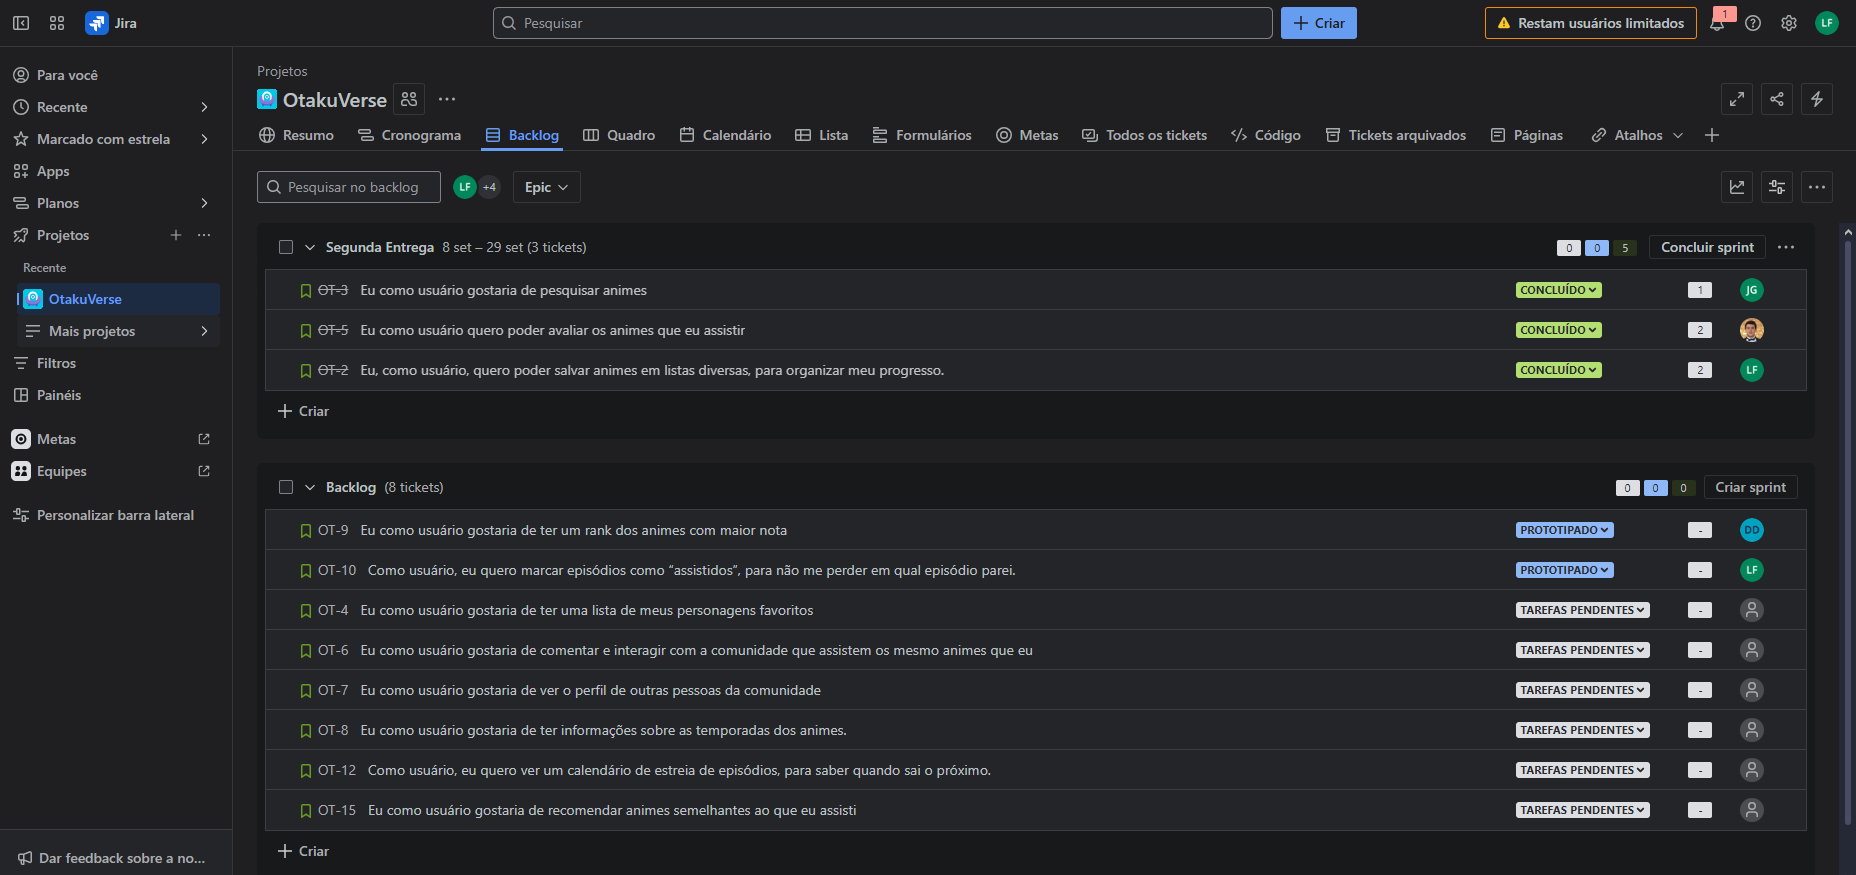 Jira
Pesquisar
Criar
Restam usuários limitados
1
LF
Para você
Recente
Marcado com estrela
Apps
Planos
Projetos
Recente
OtakuVerse
Mais projetos
Filtros
Painéis
Metas
Equipes
Personalizar barra lateral
Dar feedback sobre a no...
Projetos
OtakuVerse
Resumo
Cronograma
Backlog
Quadro
Calendário
Lista
Formulários
Metas
Todos os tickets
Código
Tickets arquivados
Páginas
Atalhos
Pesquisar no backlog
LF
+4
Epic
Segunda Entrega 8 set – 29 set (3 tickets)
0 0 5
Concluir sprint
OT-3 Eu como usuário gostaria de pesquisar animes CONCLUÍDO 1 JG
OT-5 Eu como usuário quero poder avaliar os animes que eu assistir CONCLUÍDO 2
OT-2 Eu, como usuário, quero poder salvar animes em listas diversas, para organizar meu progresso. CONCLUÍDO 2 LF
Criar
Backlog (8 tickets)
0 0 0
Criar sprint
OT-9 Eu como usuário gostaria de ter um rank dos animes com maior nota PROTOTIPADO - DD
OT-10 Como usuário, eu quero marcar episódios como “assistidos”, para não me perder em qual episódio parei. PROTOTIPADO - LF
OT-4 Eu como usuário gostaria de ter uma lista de meus personagens favoritos TAREFAS PENDENTES -
OT-6 Eu como usuário gostaria de comentar e interagir com a comunidade que assistem os mesmo animes que eu TAREFAS PENDENTES -
OT-7 Eu como usuário gostaria de ver o perfil de outras pessoas da comunidade TAREFAS PENDENTES -
OT-8 Eu como usuário gostaria de ter informações sobre as temporadas dos animes. TAREFAS PENDENTES -
OT-12 Como usuário, eu quero ver um calendário de estreia de episódios, para saber quando sai o próximo. TAREFAS PENDENTES -
OT-15 Eu como usuário gostaria de recomendar animes semelhantes ao que eu assisti TAREFAS PENDENTES -
Criar